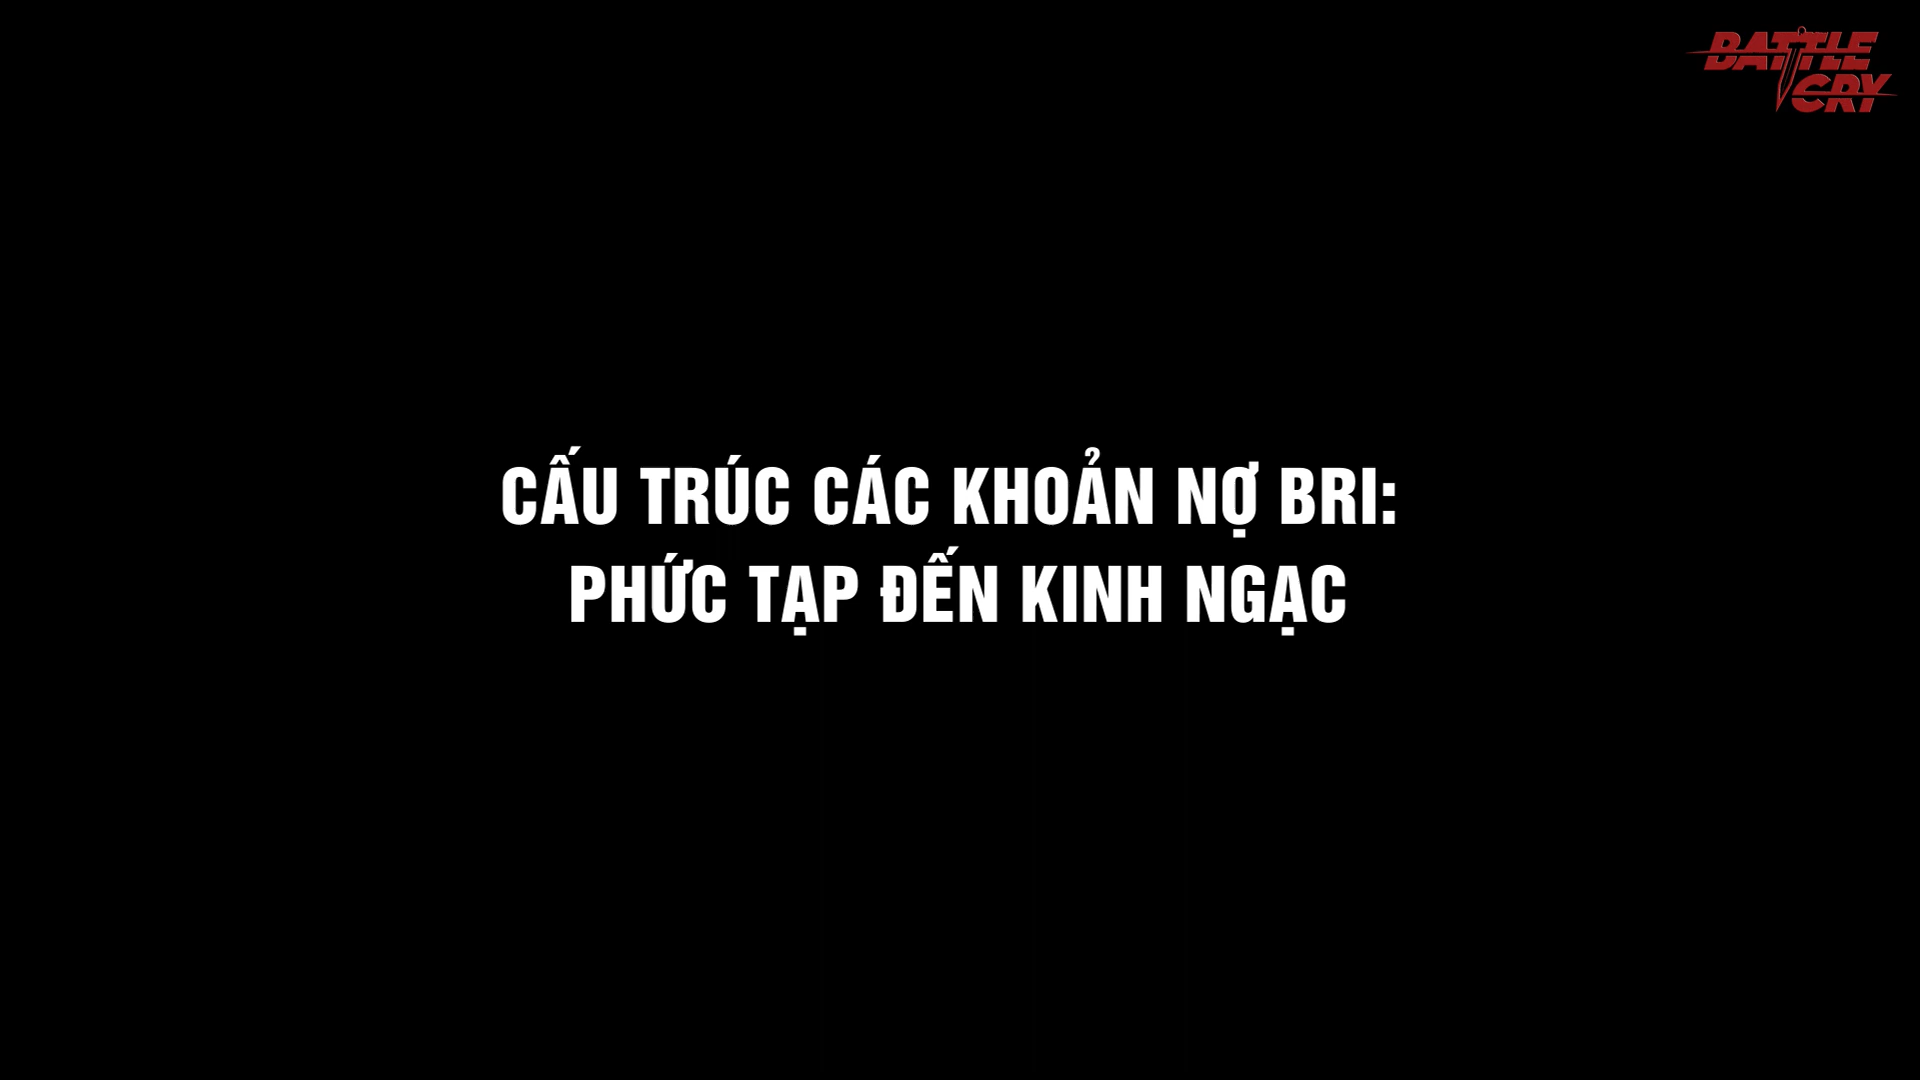 BATTLE
CRY
CẤU TRÚC CÁC KHOẢN NỢ BRI:
PHỨC TẠP ĐẾN KINH NGẠC